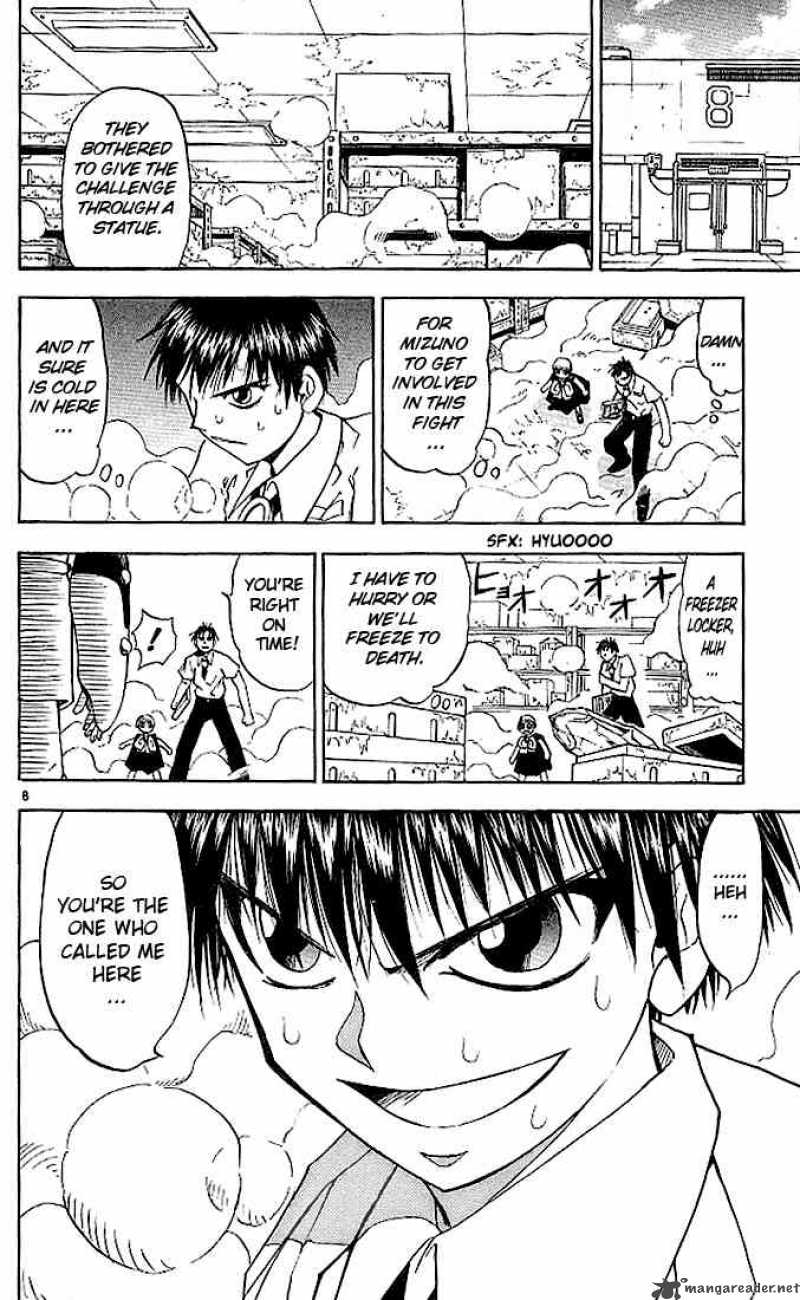 8
THEY
BOTHERED
TO GIVE THE
CHALLENGE
THROUGH A
STATUE.
DAMN
...
FOR
MIZUNO
TO GET
INVOLVED
IN THIS
FIGHT
...
AND IT
SURE
IS COLD
IN HERE
...
SFX: HYUOOOO
A
FREEZER
LOCKER,
HUH
...
ヒョオオオ
I HAVE TO
HURRY OR
WE'LL
FREEZE TO
DEATH.
YOU'RE
RIGHT
ON
TIME!
!
8
......
HEH
...
SO
YOU'RE THE
ONE WHO
CALLED ME
HERE
...
mangareader.net